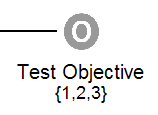 O
Test Objective
{1,2,3}